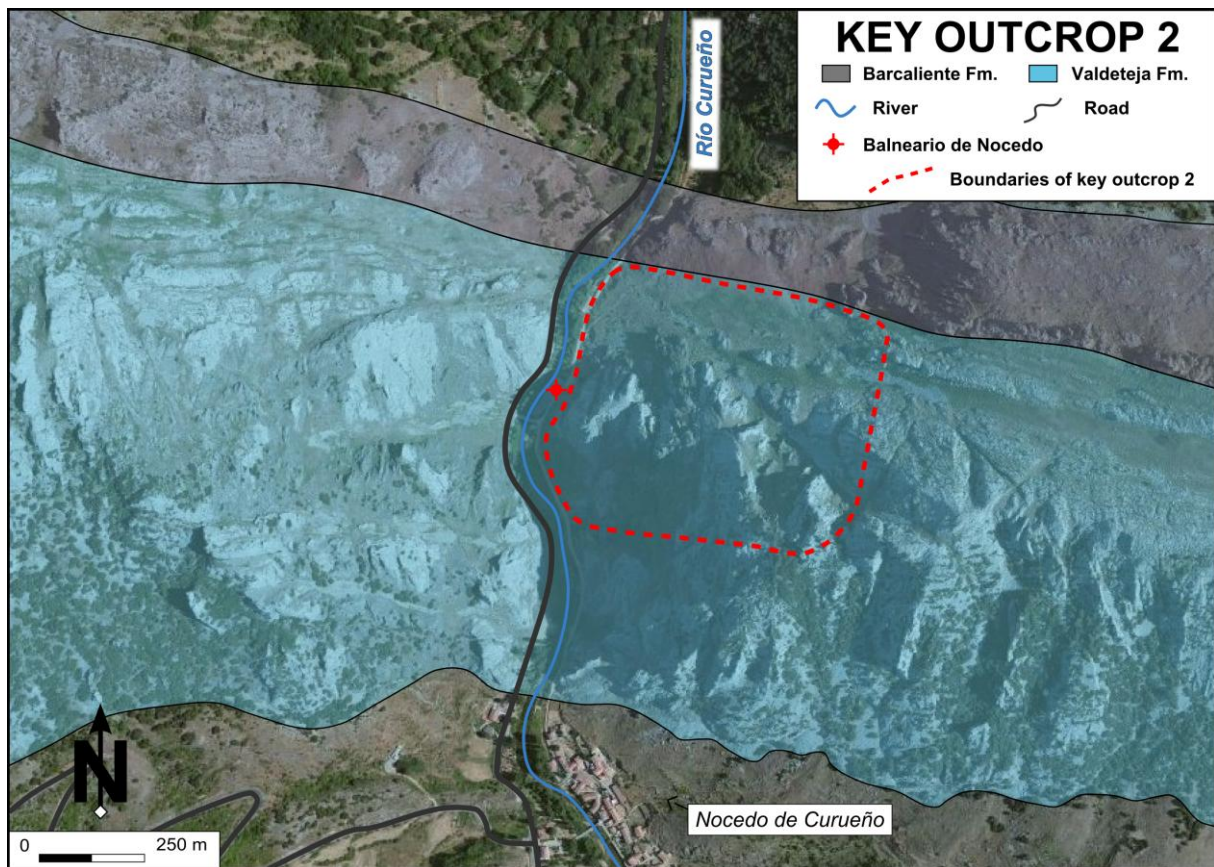 KEY OUTCROP 2
Barcaliente Fm. Valdeteja Fm.
River Road
Balneario de Nocedo
Boundaries of key outcrop 2
Río Curueño
N
0 250 m
Nocedo de Curueño